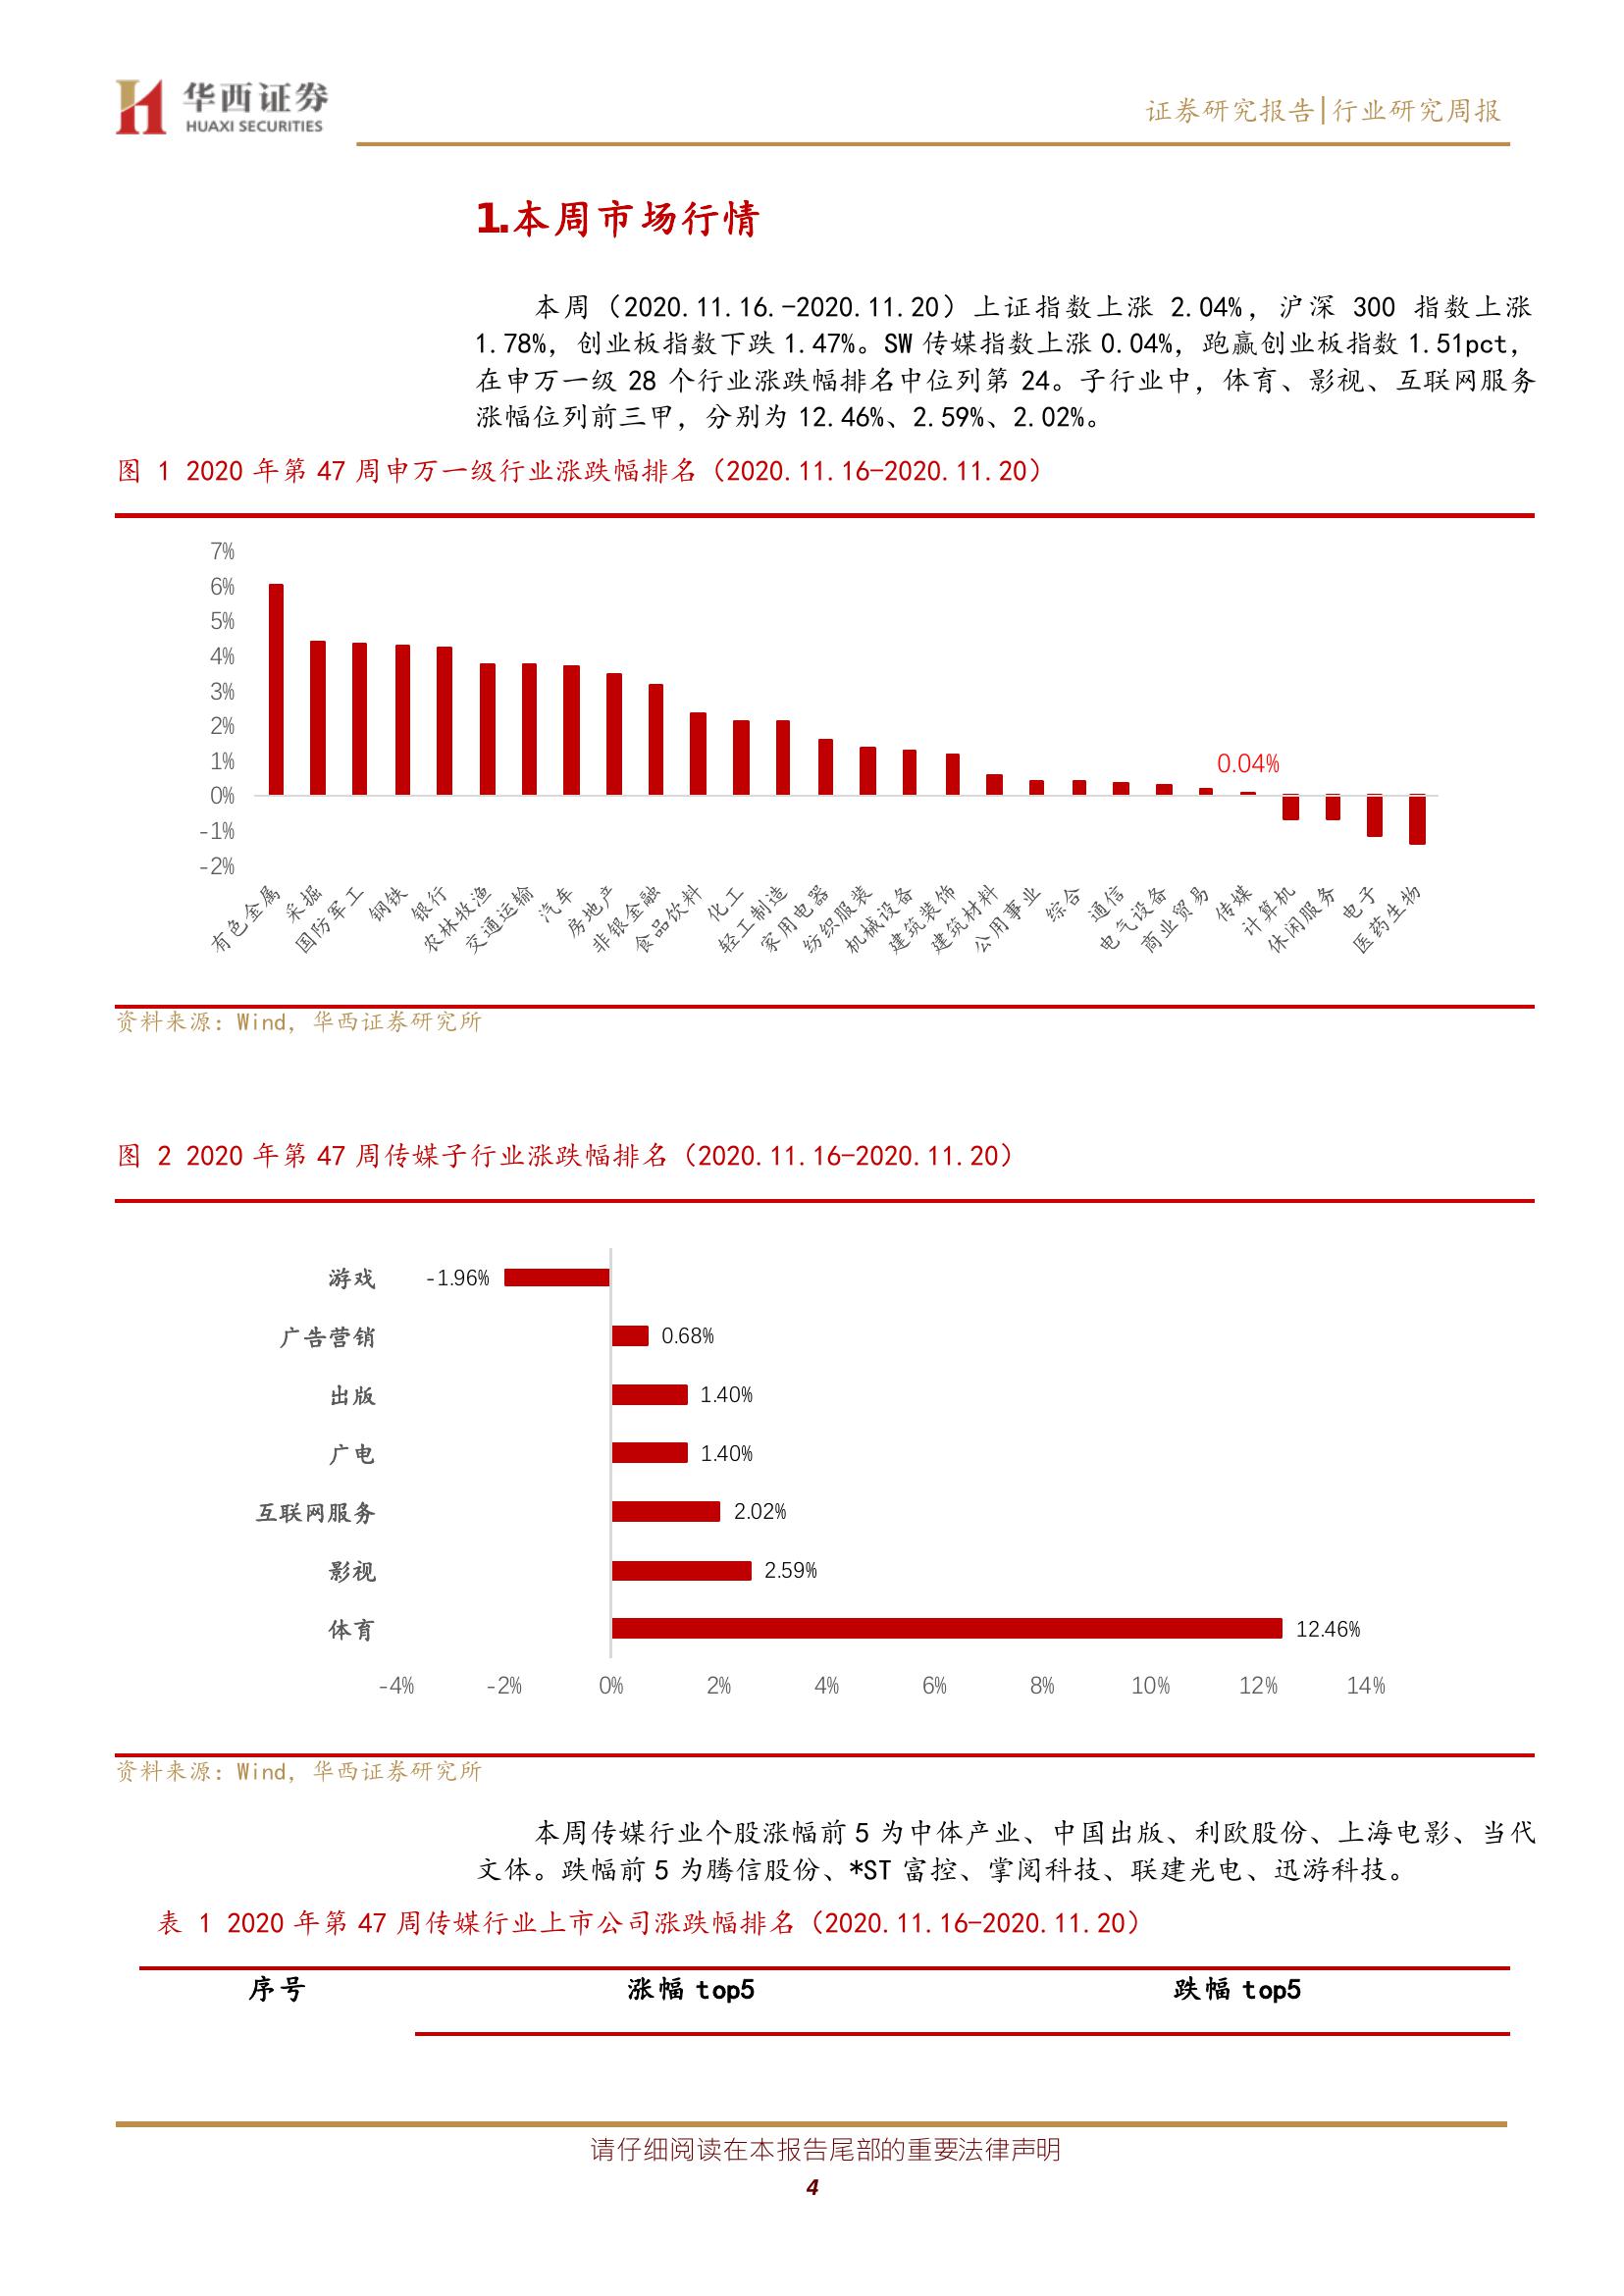 华西证券
HUAXI SECURITIES
证券研究报告|行业研究周报
1.本周市场行情
本周（2020.11.16.-2020.11.20）上证指数上涨 2.04%，沪深 300 指数上涨
1.78%，创业板指数下跌 1.47%。SW 传媒指数上涨 0.04%，跑赢创业板指数 1.51pct，
在申万一级 28 个行业涨跌幅排名中位列第 24。子行业中，体育、影视、互联网服务
涨幅位列前三甲，分别为 12.46%、2.59%、2.02%。
图 1 2020 年第 47 周申万一级行业涨跌幅排名（2020.11.16-2020.11.20）
7%
6%
5%
4%
3%
2%
1%
0%
-1%
-2%
0.04%
有色金属
采掘
国防军工
钢铁
银行
农林牧渔
交通运输
汽车
房地产
非银金融
食品饮料
化工
轻工制造
家用电器
纺织服装
机械设备
建筑装饰
建筑材料
公用事业
综合
通信
电气设备
商业贸易
传媒
计算机
休闲服务
电子
医药生物
资料来源：Wind，华西证券研究所
图 2 2020 年第 47 周传媒子行业涨跌幅排名（2020.11.16-2020.11.20）
游戏 -1.96%
广告营销 0.68%
出版 1.40%
广电 1.40%
互联网服务 2.02%
影视 2.59%
体育 12.46%
-4% -2% 0% 2% 4% 6% 8% 10% 12% 14%
资料来源：Wind，华西证券研究所
本周传媒行业个股涨幅前 5 为中体产业、中国出版、利欧股份、上海电影、当代
文体。跌幅前 5 为腾信股份、*ST 富控、掌阅科技、联建光电、迅游科技。
表 1 2020 年第 47 周传媒行业上市公司涨跌幅排名（2020.11.16-2020.11.20）
序号 涨幅 top5 跌幅 top5
请仔细阅读在本报告尾部的重要法律声明
4